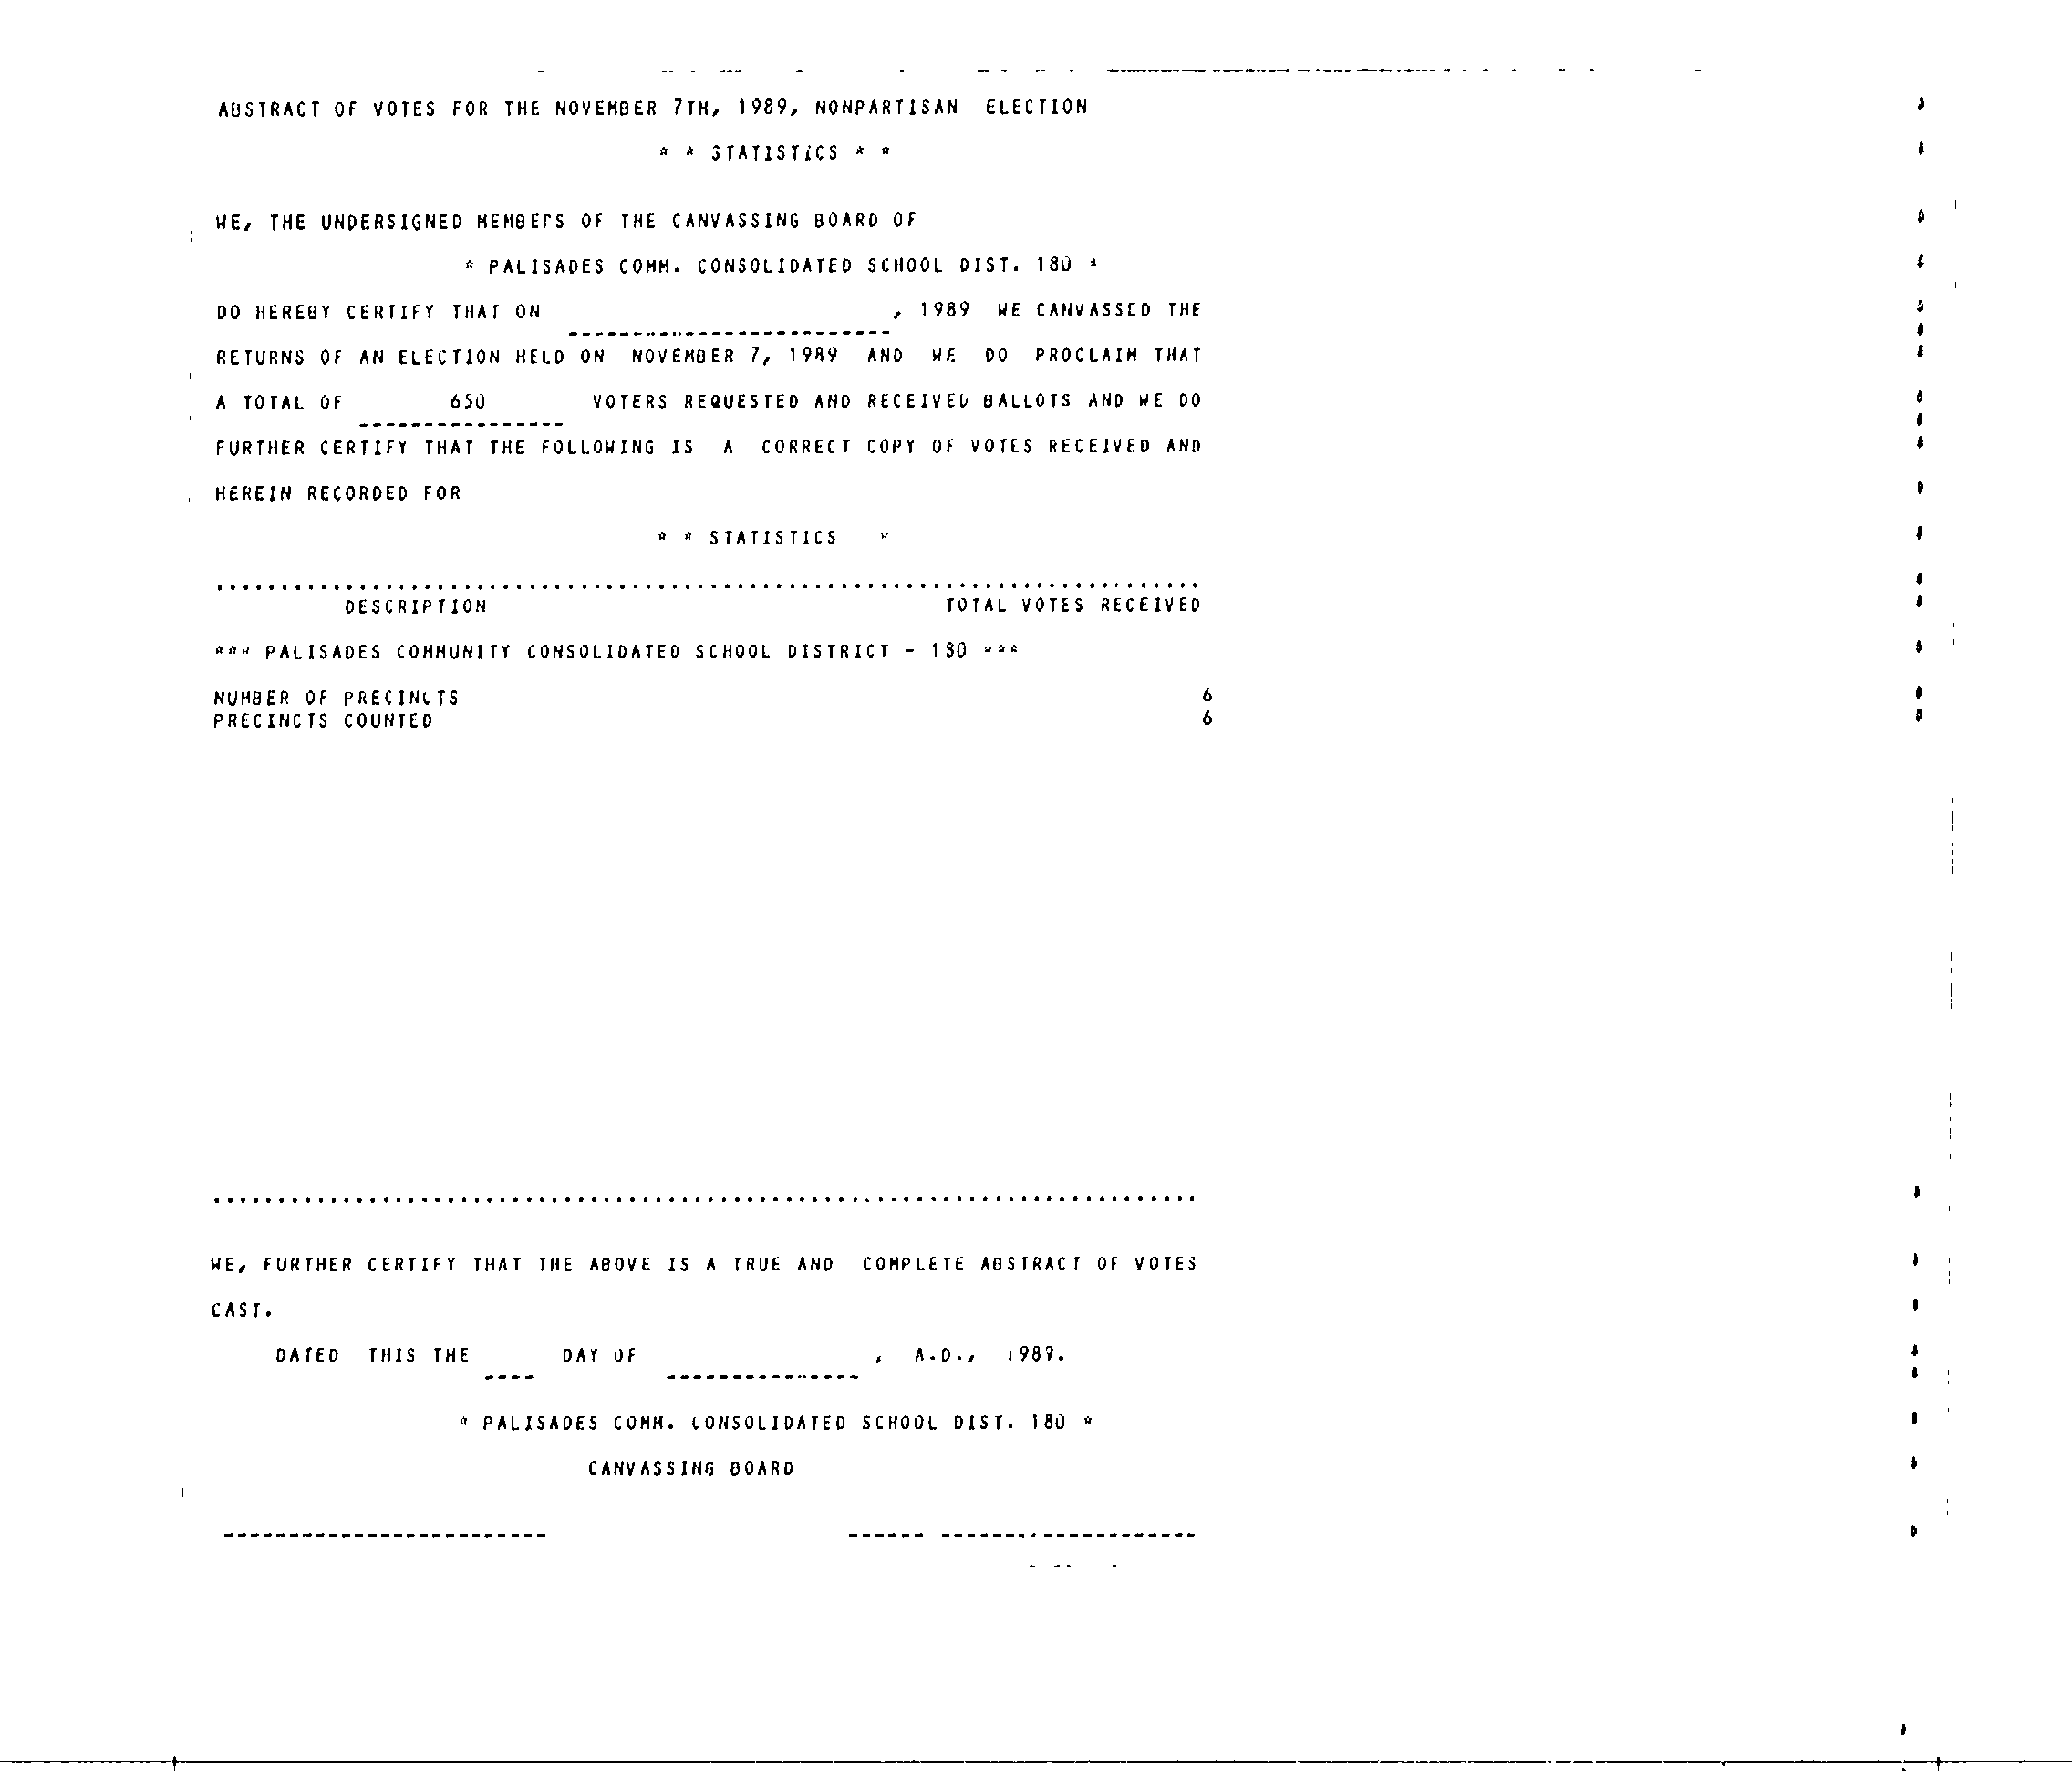 ABSTRACT OF VOTES FOR THE NOVEMBER 7TH, 1989, NONPARTISAN ELECTION
* * STATISTICS * *
WE, THE UNDERSIGNED MEMBERS OF THE CANVASSING BOARD OF
* PALISADES COMM. CONSOLIDATED SCHOOL DIST. 180 *
DO HEREBY CERTIFY THAT ON , 1989 WE CANVASSED THE
RETURNS OF AN ELECTION HELD ON NOVEMBER 7, 1989 AND WE DO PROCLAIM THAT
A TOTAL OF 650 VOTERS REQUESTED AND RECEIVED BALLOTS AND WE DO
FURTHER CERTIFY THAT THE FOLLOWING IS A CORRECT COPY OF VOTES RECEIVED AND
HEREIN RECORDED FOR
* * STATISTICS *
DESCRIPTION TOTAL VOTES RECEIVED
*** PALISADES COMMUNITY CONSOLIDATED SCHOOL DISTRICT - 180 ***
NUMBER OF PRECINCTS 6
PRECINCTS COUNTED 6
WE, FURTHER CERTIFY THAT THE ABOVE IS A TRUE AND COMPLETE ABSTRACT OF VOTES
CAST.
DATED THIS THE ---- DAY OF --------------- , A.D., 1989.
* PALISADES COMM. CONSOLIDATED SCHOOL DIST. 180 *
CANVASSING BOARD